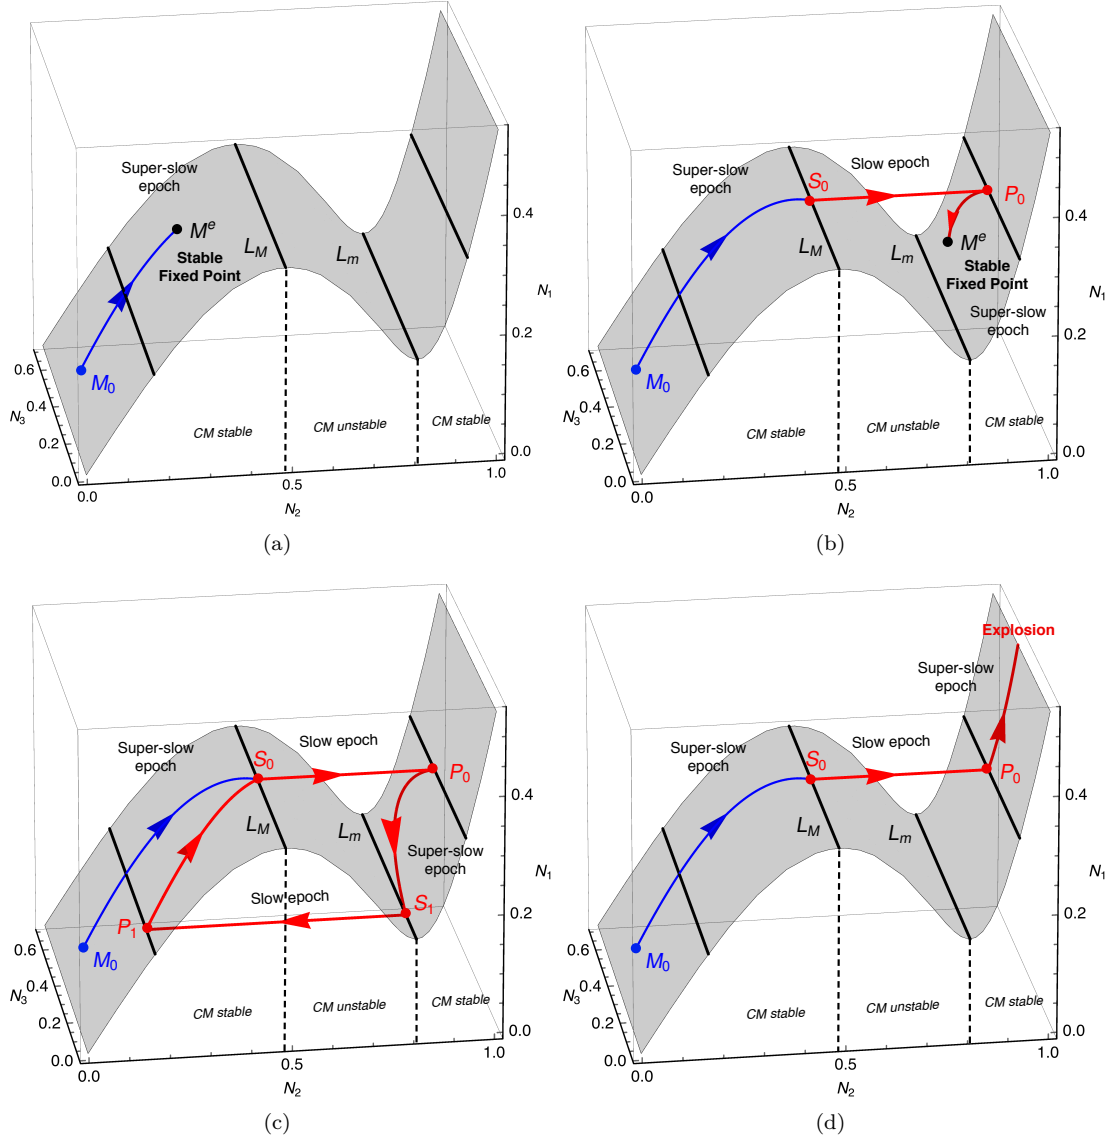 Super-slow
epoch
M^e
Stable
Fixed Point
L_M
L_m
M_0
0.6
0.4
0.2
0.0
N_3
CM stable
CM unstable
CM stable
0.0
0.5
1.0
N_2
0.4
N_1
0.2
0.0
(a)
Super-slow
epoch
Slow epoch
S_0
P_0
M^e
Stable
Fixed Point
Super-slow
epoch
L_M
L_m
M_0
0.6
0.4
0.2
0.0
N_3
CM stable
CM unstable
CM stable
0.0
0.5
1.0
N_2
0.4
N_1
0.2
0.0
(b)
Super-slow
epoch
Slow epoch
S_0
P_0
L_M
L_m
Super-slow
epoch
Slow epoch
S_1
P_1
M_0
0.6
0.4
0.2
0.0
N_3
CM stable
CM unstable
CM stable
0.0
0.5
1.0
N_2
0.4
N_1
0.2
0.0
(c)
Explosion
Super-slow
epoch
Super-slow
epoch
Slow epoch
S_0
P_0
L_M
L_m
M_0
0.6
0.4
0.2
0.0
N_3
CM stable
CM unstable
CM stable
0.0
0.5
1.0
N_2
0.4
N_1
0.2
0.0
(d)